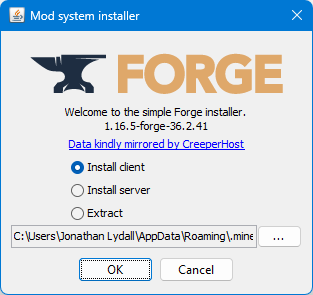 Mod system installer
FORGE
Welcome to the simple Forge installer.
1.16.5-forge-36.2.41
Data kindly mirrored by CreeperHost
Install client
Install server
Extract
C:\Users\Jonathan Lydall\AppData\Roaming\.mine
...
OK Cancel